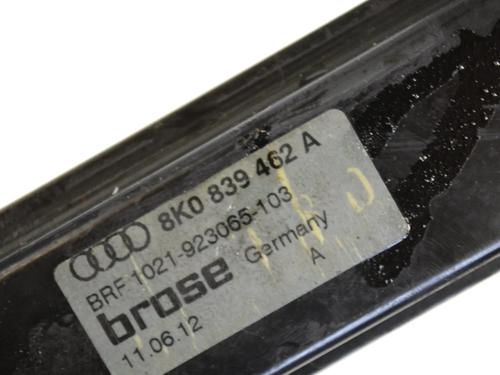 8K0 839 462 A
BRF 1021-923065-103
brose Germany
11.06.12 A